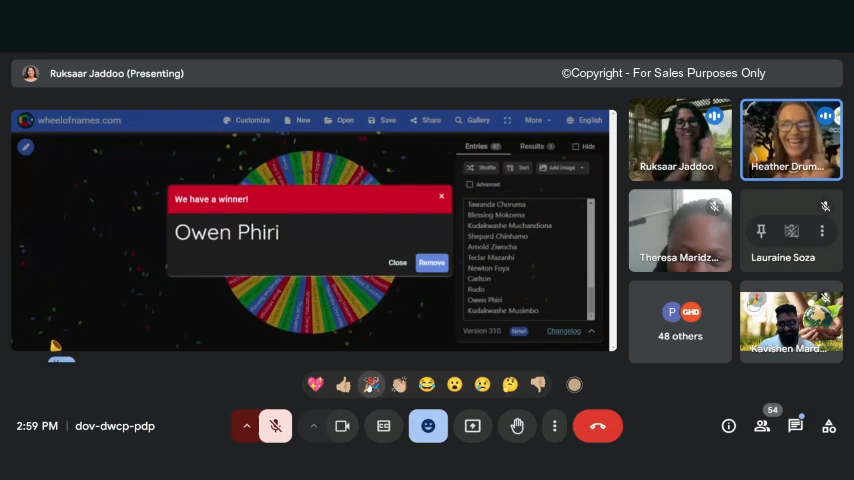 Ruksaar Jaddoo (Presenting)
©Copyright - For Sales Purposes Only
wheelofnames.com
Customize
New
Open
Save
Share
Gallery
More
English
Entries
Results
Hide
Shuffle
Sort
Add image
Advanced
We have a winner!
×
Owen Phiri
Close
Remove
Tawanda Choruma
Blessing Mokoena
Kudakwashe Muchandiona
Shepard Chinhamo
Arnold Ziwocha
Teclar Mazanhi
Newton Foya
Carlton
Rudo
Owen Phiri
Kudakwashe Musimbo
Version 310
New!
Changelog
Ruksaar Jaddoo
Heather Drum...
Theresa Maridz...
Lauraine Soza
P
GHD
48 others
Kavishen Mard...
2:59 PM | dov-dwcp-pdp
CC
54